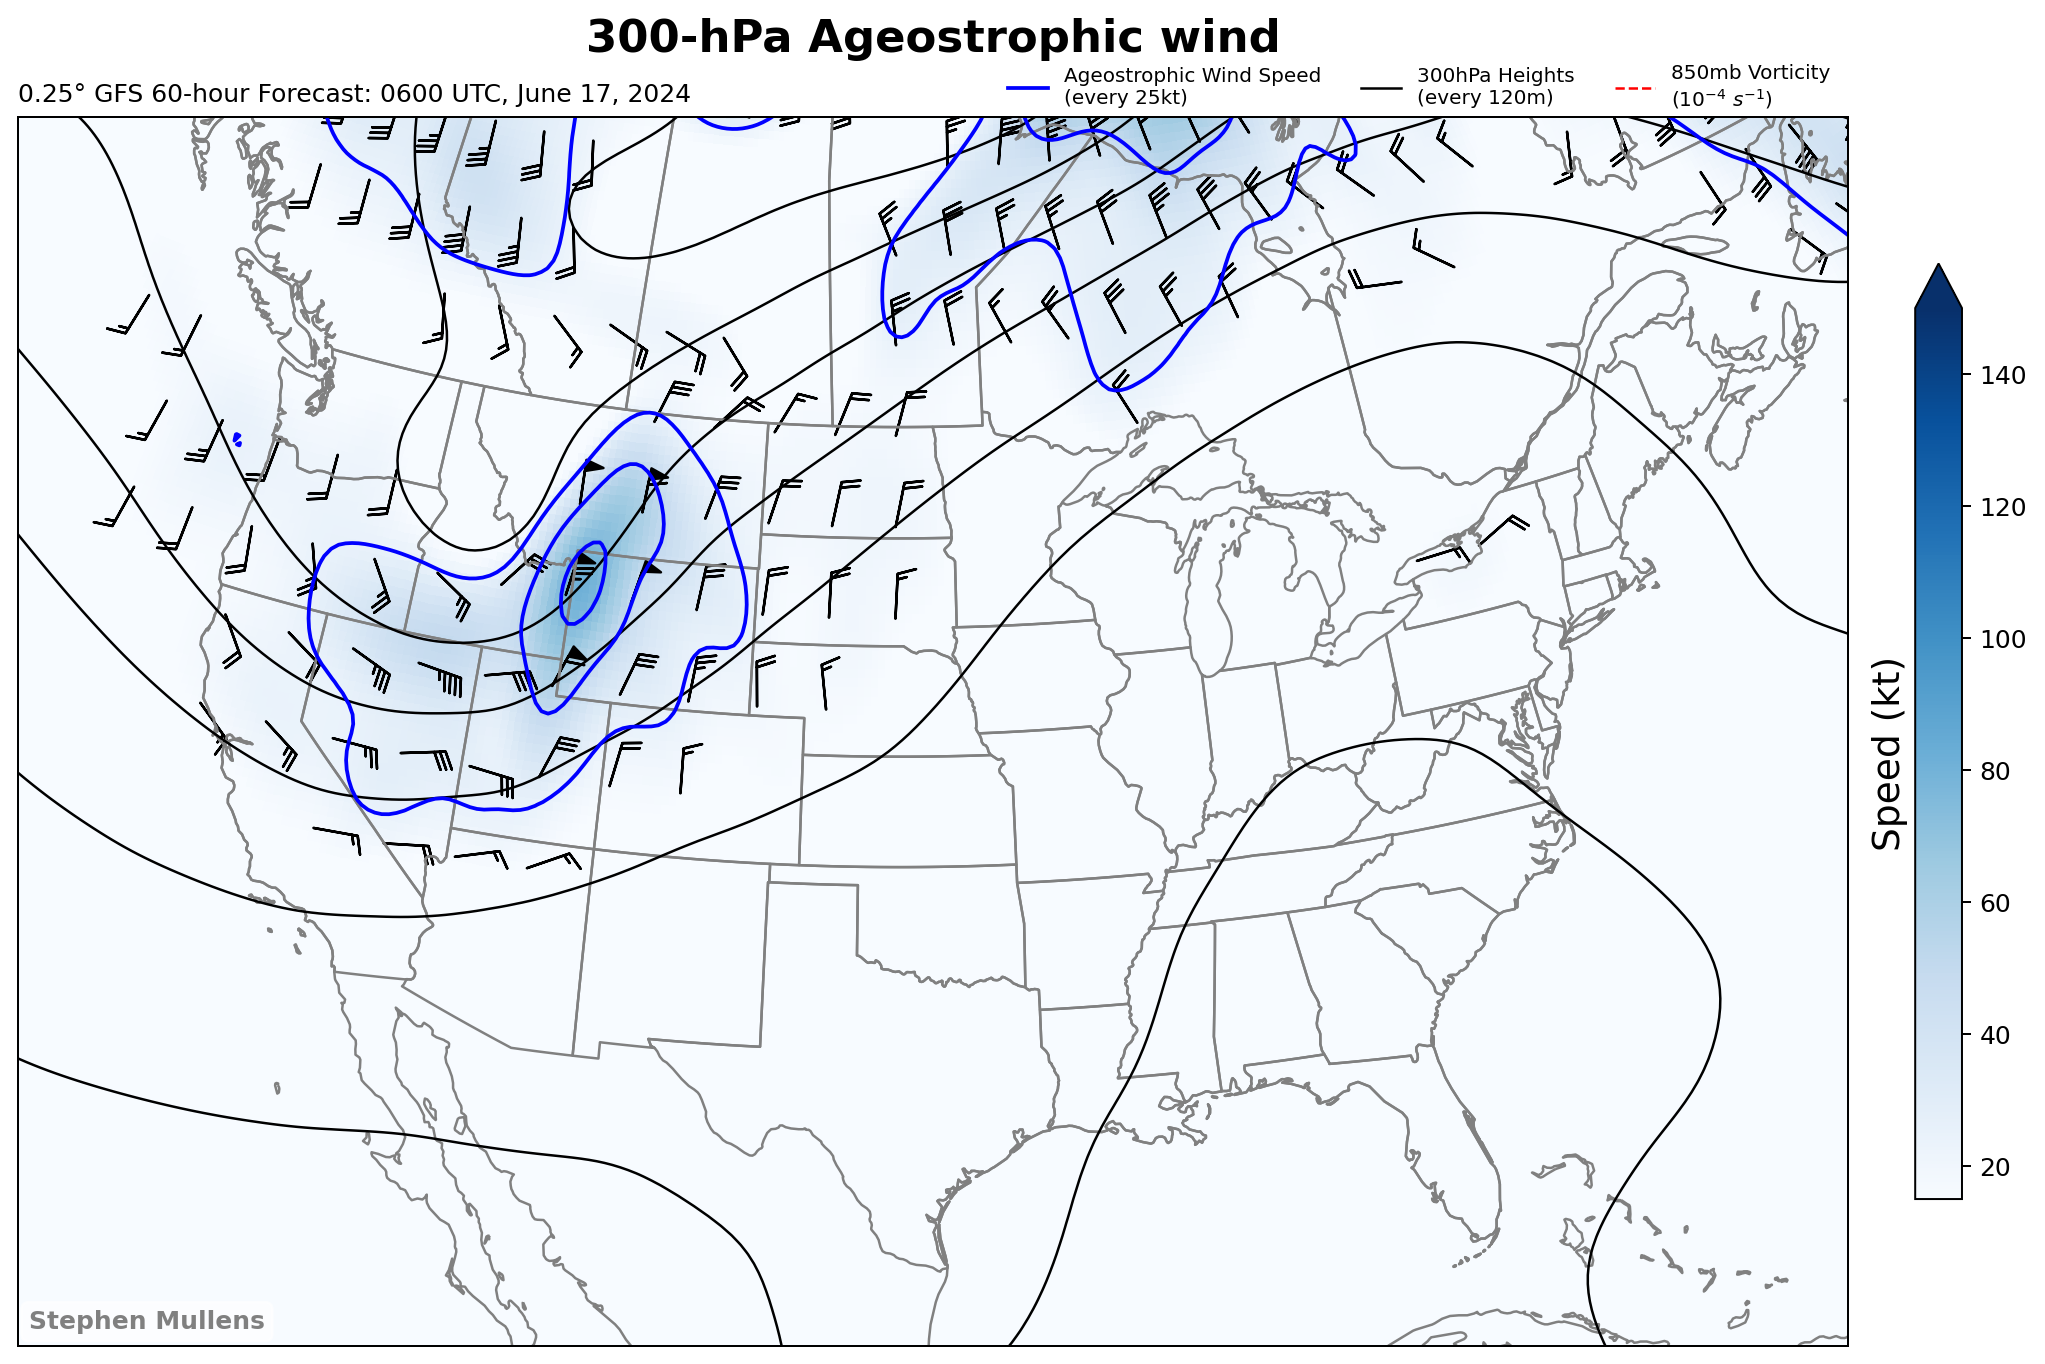 300-hPa Ageostrophic wind
0.25° GFS 60-hour Forecast: 0600 UTC, June 17, 2024
Ageostrophic Wind Speed
(every 25kt)
300hPa Heights
(every 120m)
850mb Vorticity
(10⁻⁴ s⁻¹)
140
120
100
80
60
40
20
Speed (kt)
Stephen Mullens